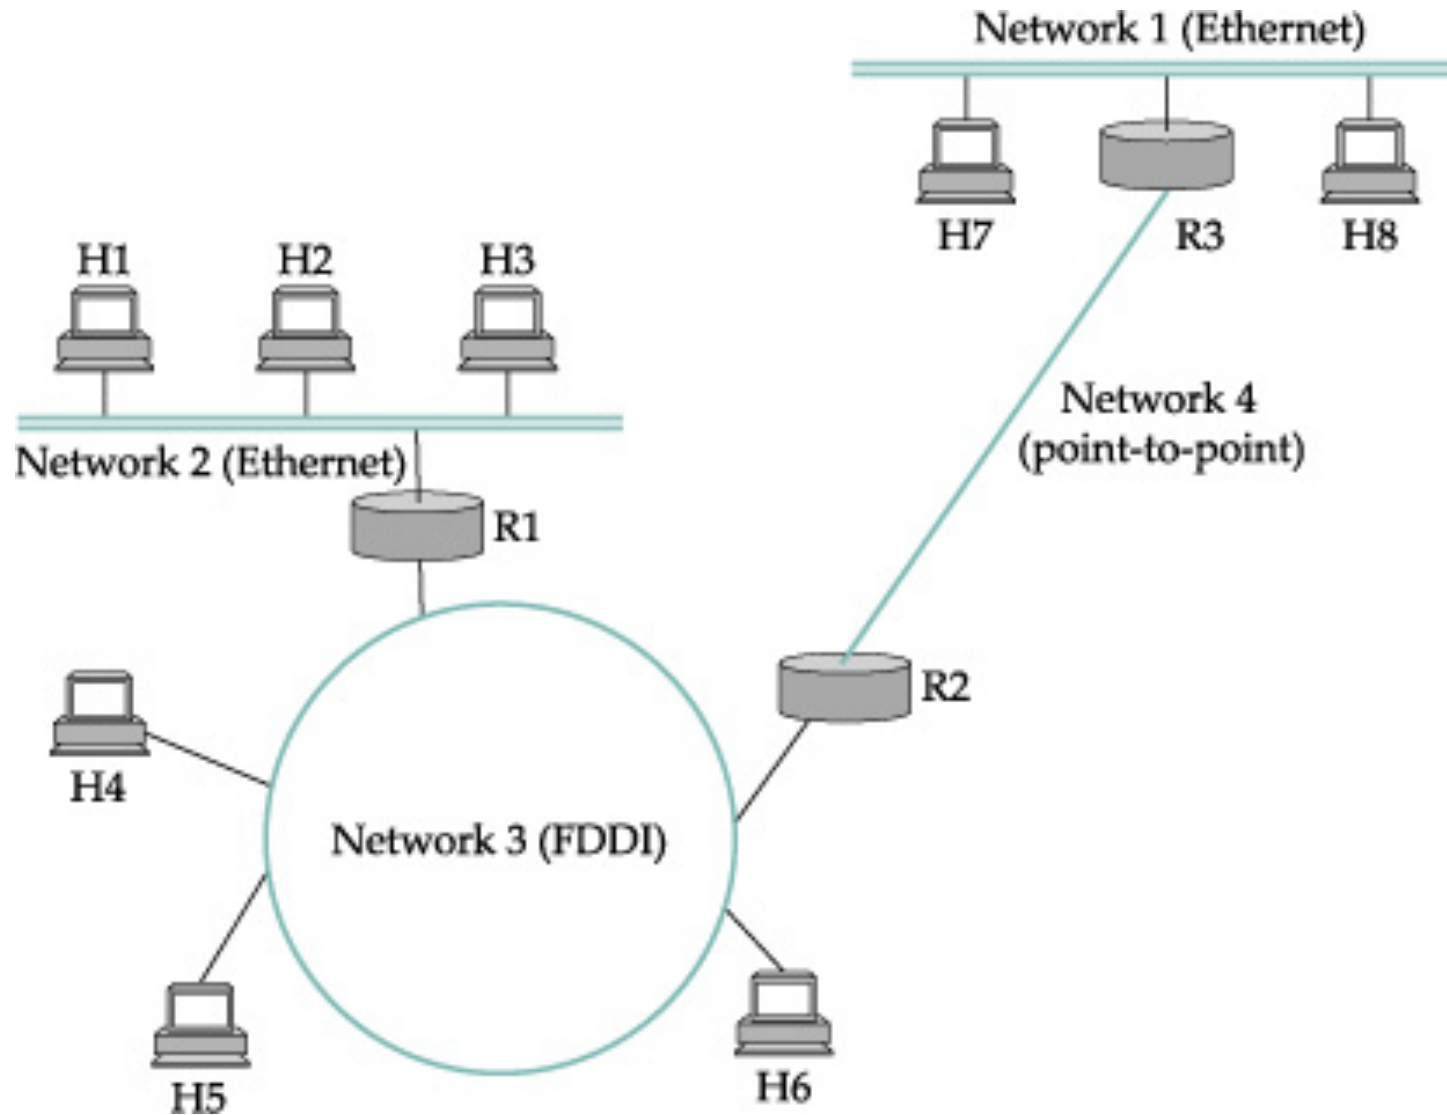 Network 1 (Ethernet)
H7
R3
H8
H1
H2
H3
Network 4
(point-to-point)
Network 2 (Ethernet)
R1
R2
H4
Network 3 (FDDI)
H5
H6